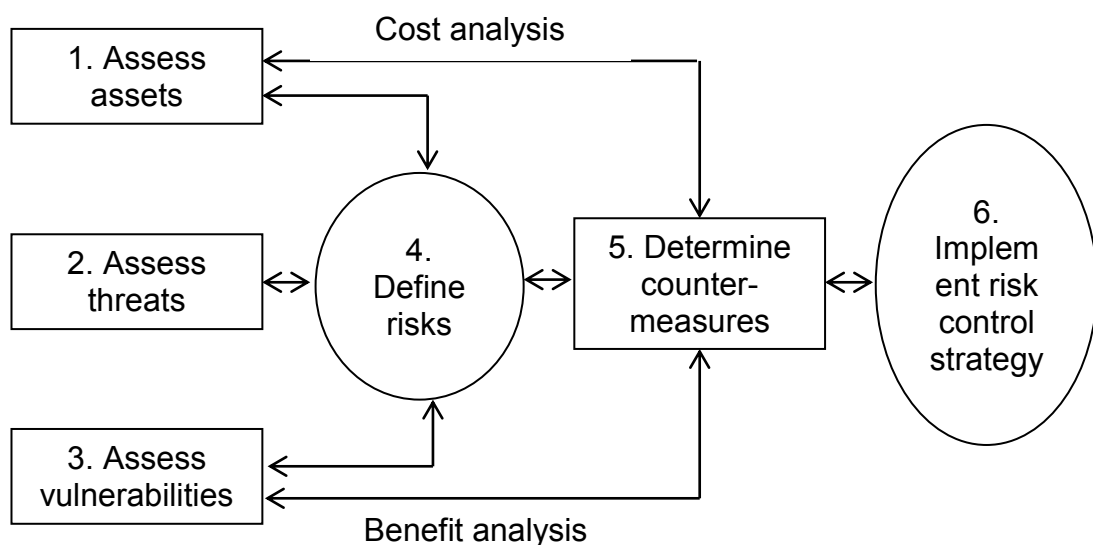 Cost analysis
1. Assess
assets
2. Assess
threats
3. Assess
vulnerabilities
4.
Define
risks
5. Determine
counter-
measures
6.
Implem
ent risk
control
strategy
Benefit analysis